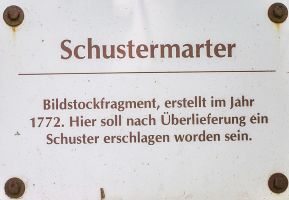 Schustermarter
Bildstockfragment, erstellt im Jahr
1772. Hier soll nach Überlieferung ein
Schuster erschlagen worden sein.